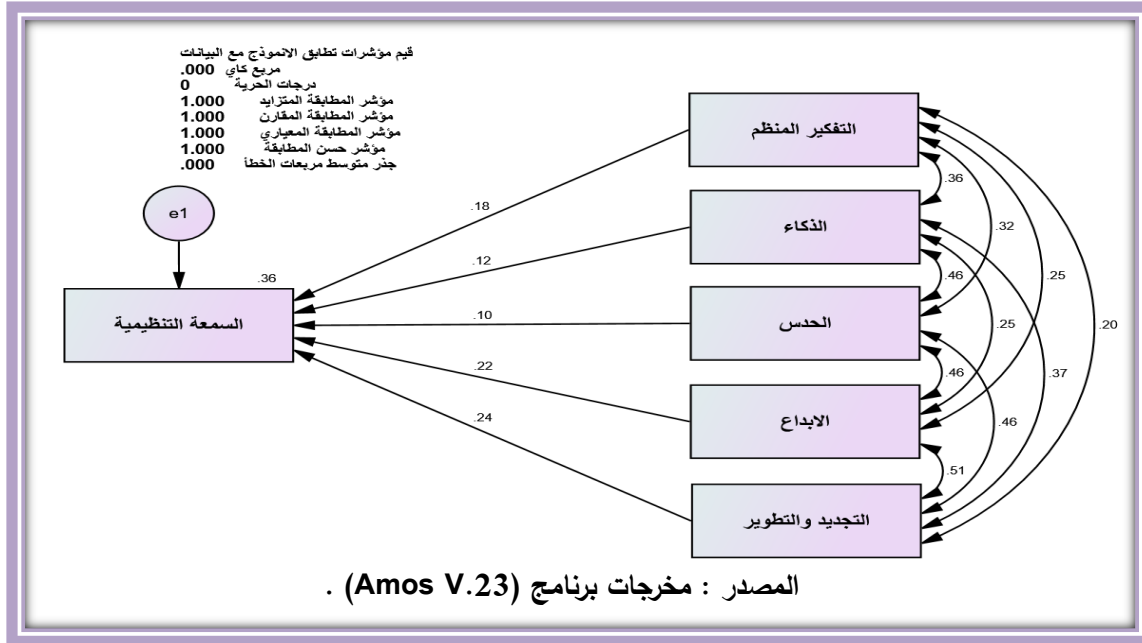 قيم مؤشرات تطابق الانموذج مع البيانات
مربع كاي .000
درجات الحرية 0
مؤشر المطابقة المتزايد 1.000
مؤشر المطابقة المقارن 1.000
مؤشر المطابقة المعياري 1.000
مؤشر حسن المطابقة 1.000
جذر متوسط مربعات الخطأ .000
التفكير المنظم
.36
.18
e1
الذكاء
.32
.12
.25
.36
.46
السمعة التنظيمية
الحدس
.10
.25
.20
.22
.46
.37
الابداع
.24
.46
.51
التجديد والتطوير
المصدر : مخرجات برنامج (Amos V.23) .